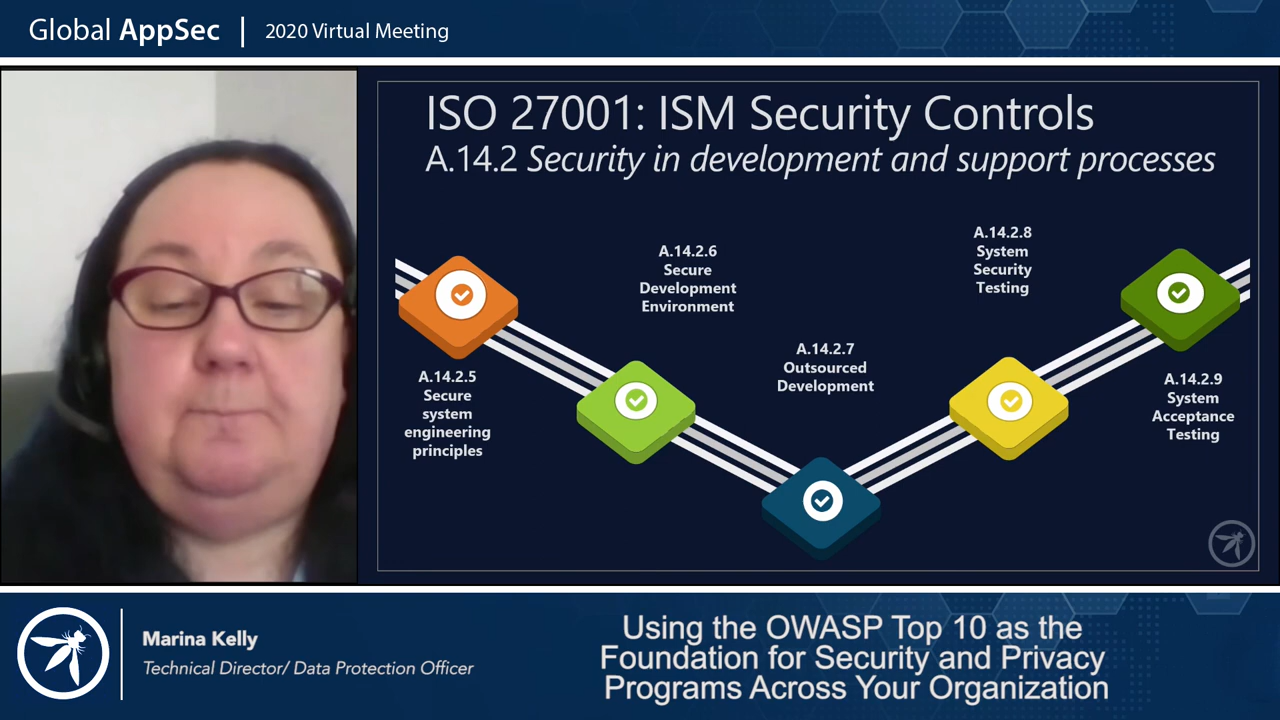 Global AppSec | 2020 Virtual Meeting
ISO 27001: ISM Security Controls
A.14.2 Security in development and support processes
A.14.2.5
Secure
system
engineering
principles
A.14.2.6
Secure
Development
Environment
A.14.2.7
Outsourced
Development
A.14.2.8
System
Security
Testing
A.14.2.9
System
Acceptance
Testing
Marina Kelly
Technical Director/ Data Protection Officer
Using the OWASP Top 10 as the
Foundation for Security and Privacy
Programs Across Your Organization